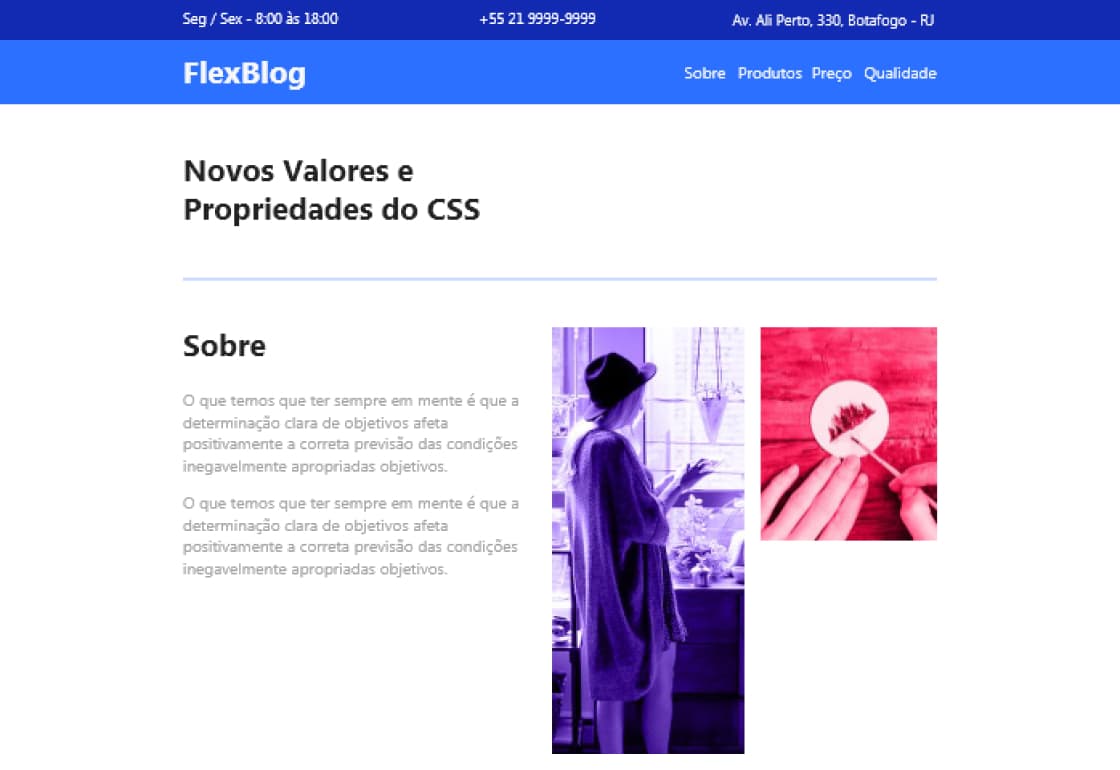 Seg / Sex - 8:00 às 18:00
+55 21 9999-9999
Av. Ali Perto, 330, Botafogo - RJ
FlexBlog
Sobre Produtos Preço Qualidade
Novos Valores e
Propriedades do CSS
Sobre
O que temos que ter sempre em mente é que a
determinação clara de objetivos afeta
positivamente a correta previsão das condições
inegavelmente apropriadas objetivos.
O que temos que ter sempre em mente é que a
determinação clara de objetivos afeta
positivamente a correta previsão das condições
inegavelmente apropriadas objetivos.